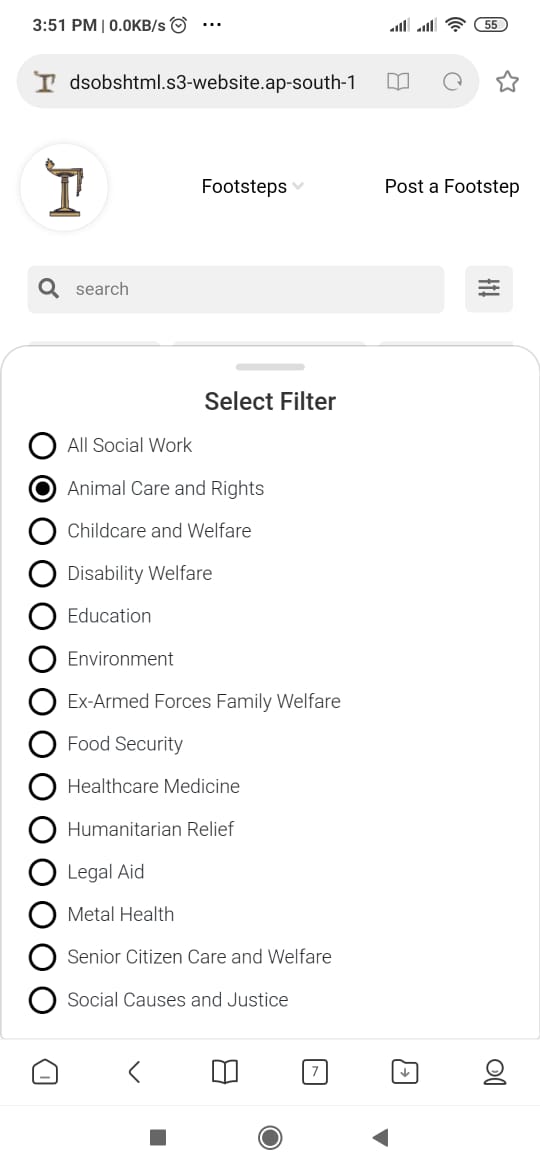 3:51 PM | 0.0KB/s ...
55
dsobshtml.s3-website.ap-south-1
Footsteps
Post a Footstep
search
Select Filter
All Social Work
Animal Care and Rights
Childcare and Welfare
Disability Welfare
Education
Environment
Ex-Armed Forces Family Welfare
Food Security
Healthcare Medicine
Humanitarian Relief
Legal Aid
Metal Health
Senior Citizen Care and Welfare
Social Causes and Justice
7